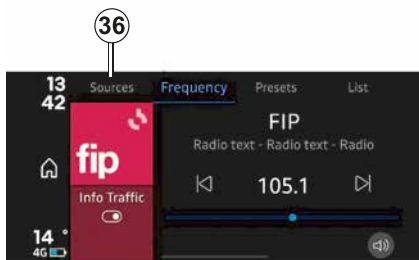 36
13
42
Sources
Frequency
Presets
List
fip
FIP
Radio text - Radio text - Radio
105.1
Info Traffic
14 °
4G